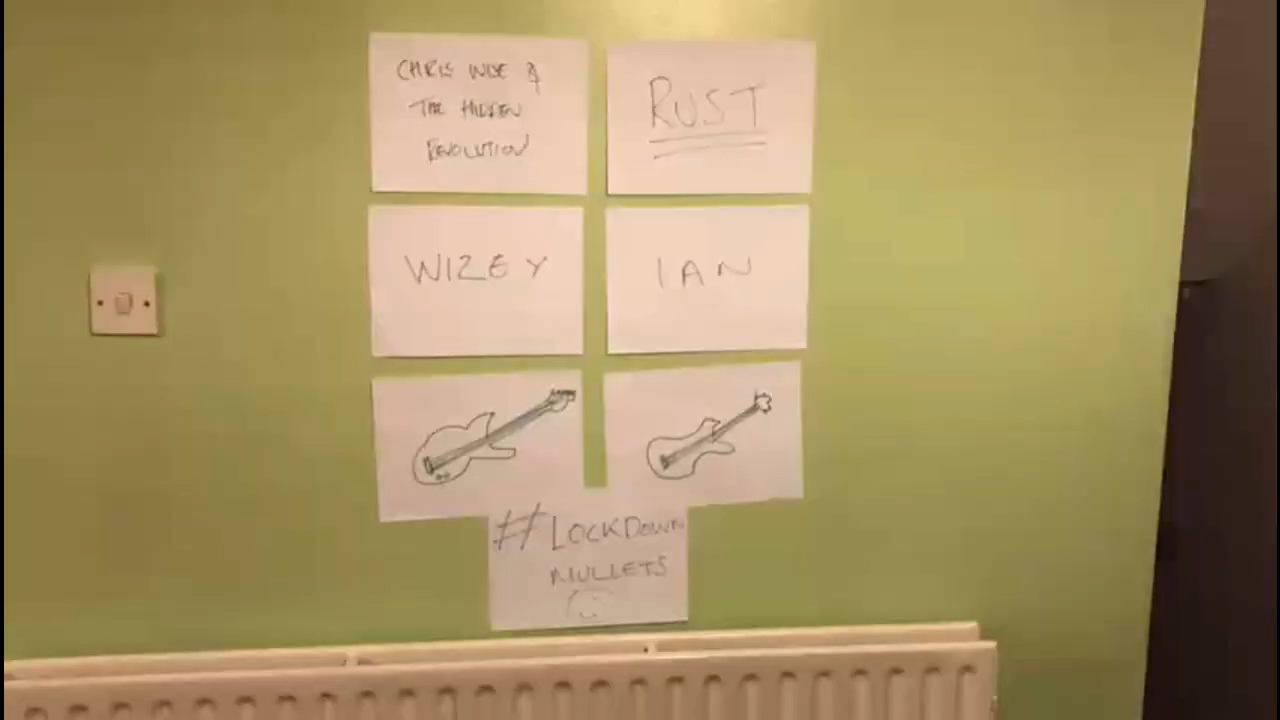 CHRIS WISE &
THE HIDDEN
REVOLUTION
RUST
WIZEY
IAN
#LOCKDOWN
MULLETS